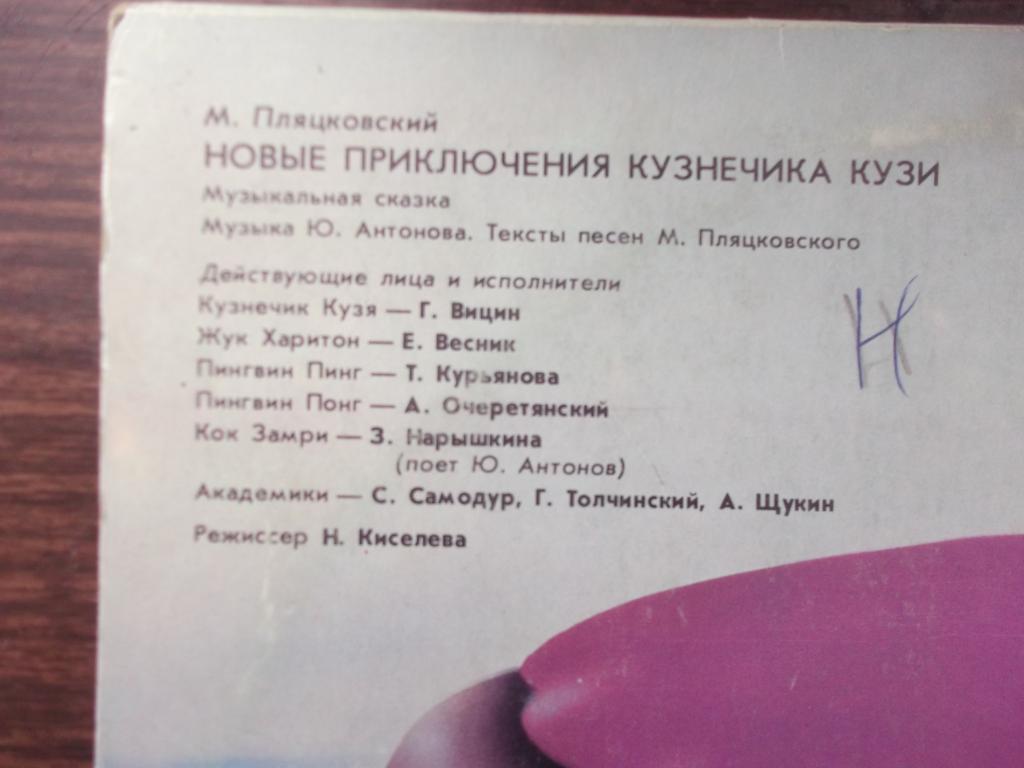 М. Пляцковский
НОВЫЕ ПРИКЛЮЧЕНИЯ КУЗНЕЧИКА КУЗИ
Музыкальная сказка
Музыка Ю. Антонова. Тексты песен М. Пляцковского
Действующие лица и исполнители
Кузнечик Кузя — Г. Вицин
Жук Харитон — Е. Весник
Пингвин Пинг — Т. Курьянова
Пингвин Понг — А. Очеретянский
Кок Замри — З. Нарышкина
(поет Ю. Антонов)
Академики — С. Самодур, Г. Толчинский, А. Щукин
Режиссер Н. Киселева
Н